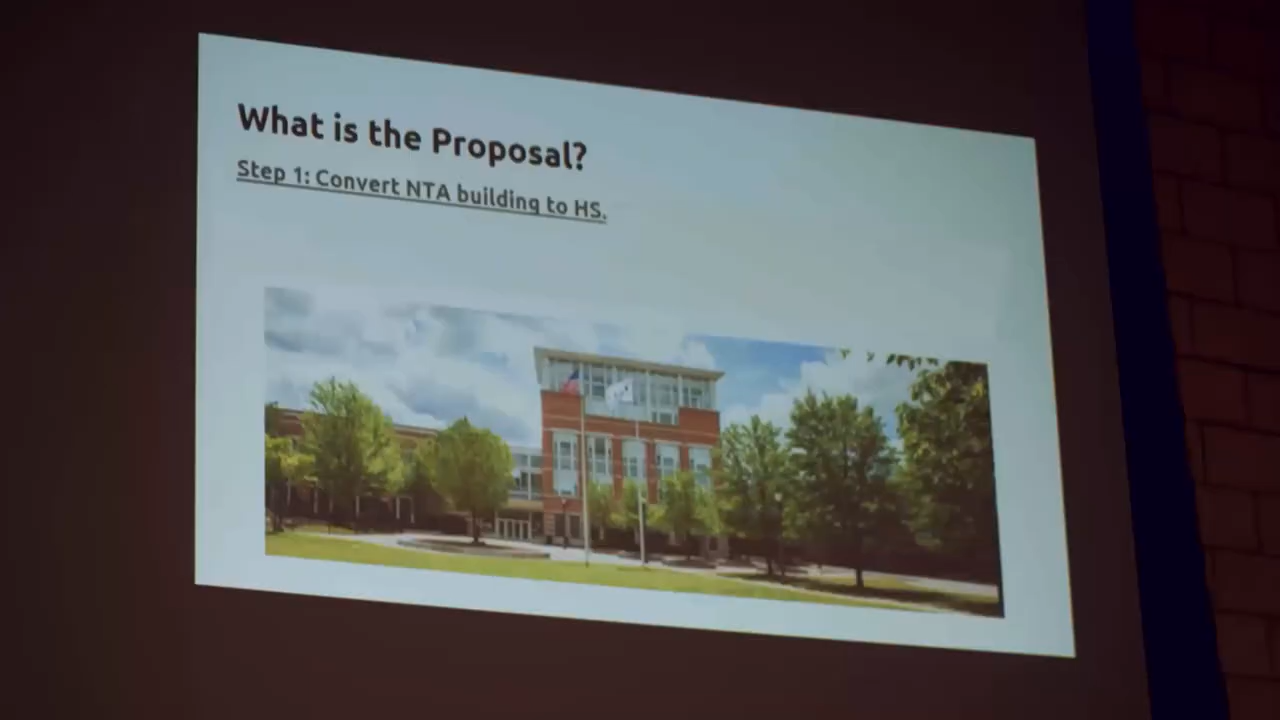 What is the Proposal?
Step 1: Convert NTA building to HS.